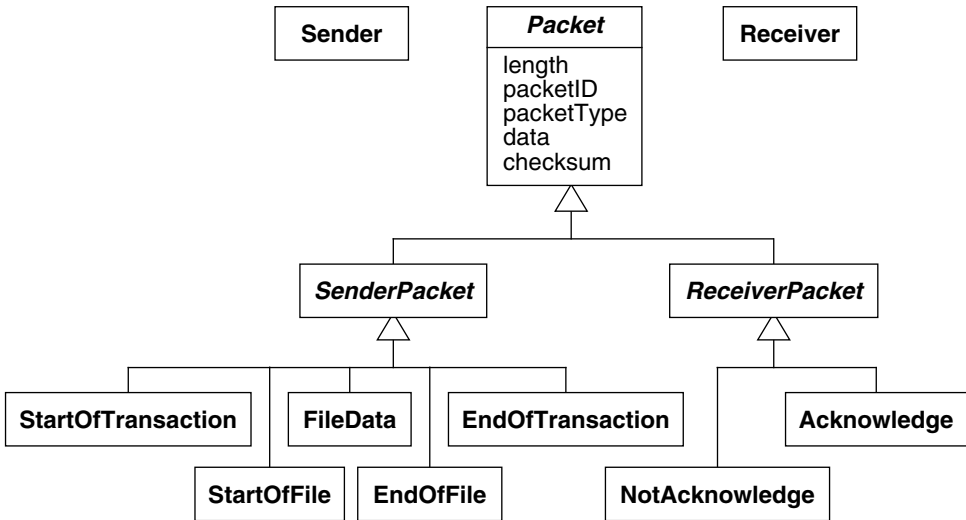 Sender
Packet
Receiver
length
packetID
packetType
data
checksum
SenderPacket
ReceiverPacket
StartOfTransaction
FileData
EndOfTransaction
Acknowledge
StartOfFile
EndOfFile
NotAcknowledge